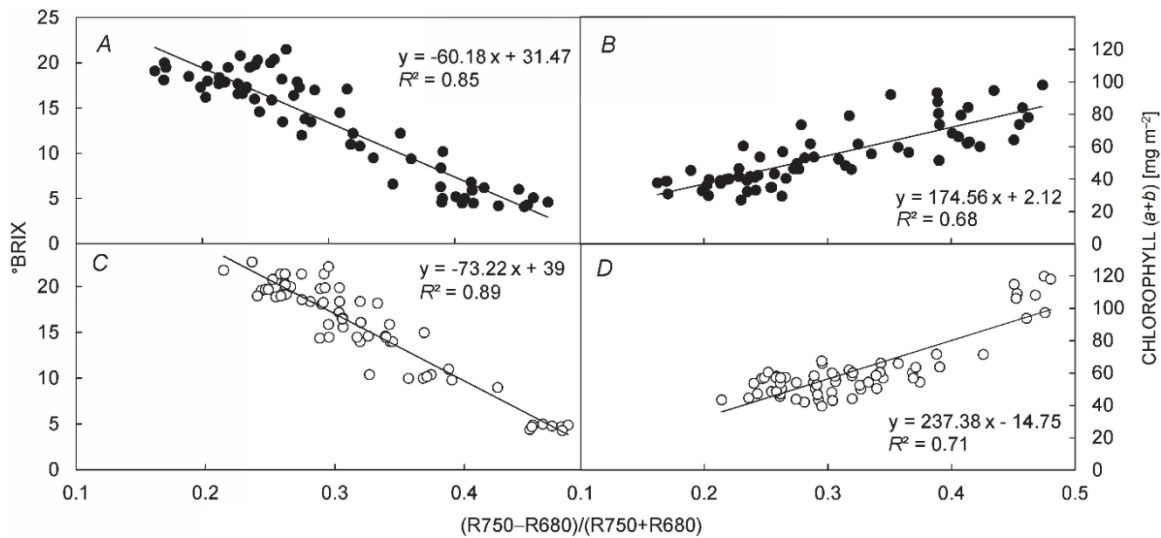 25
20
15
10
5
0
A
y = -60.18 x + 31.47
R² = 0.85
B
y = 174.56 x + 2.12
R² = 0.68
120
100
80
60
40
20
0
°BRIX
CHLOROPHYLL (a+b) [mg m⁻²]
20
15
10
5
0
C
y = -73.22 x + 39
R² = 0.89
D
y = 237.38 x - 14.75
R² = 0.71
120
100
80
60
40
20
0
0.1
0.2
0.3
0.4
0.1
0.2
0.3
0.4
0.5
(R750–R680)/(R750+R680)